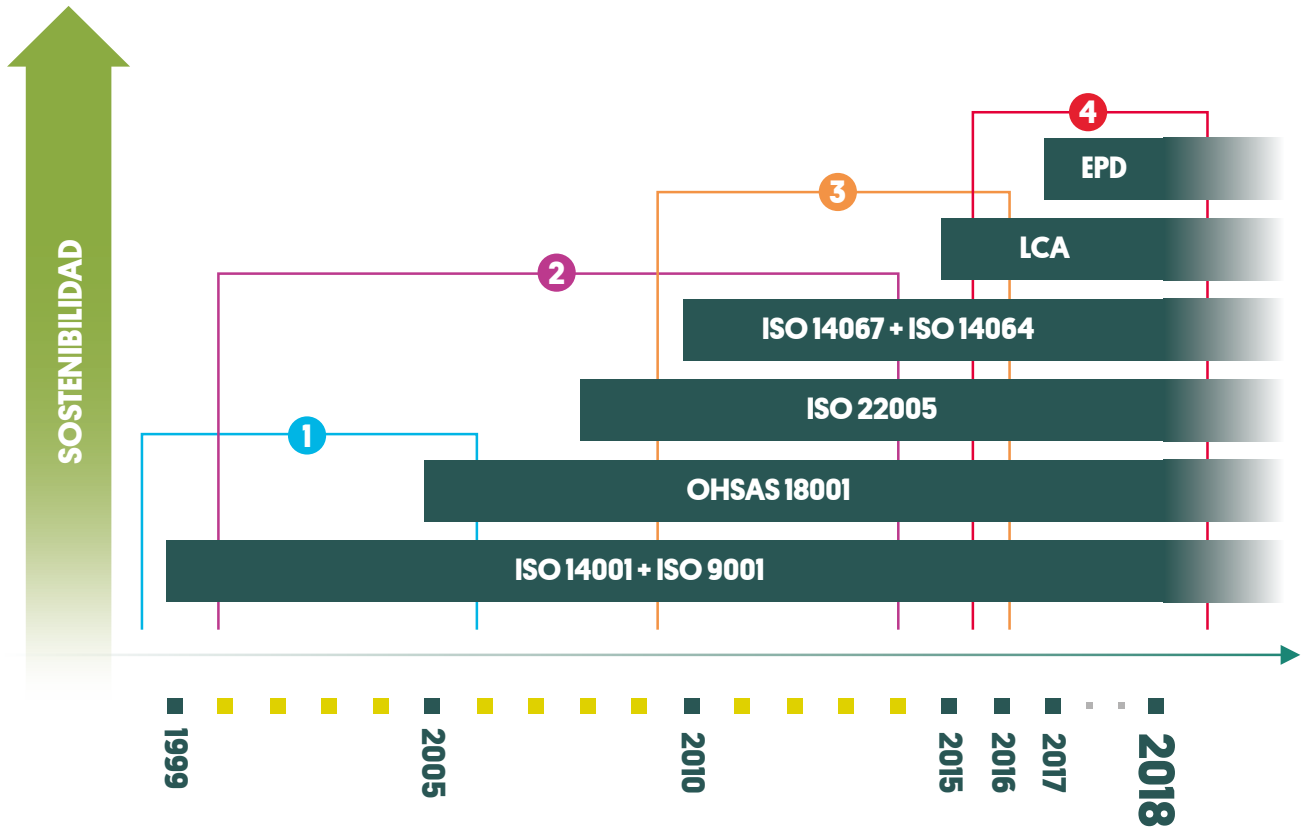 4
EPD
3
LCA
2
ISO 14067 + ISO 14064
ISO 22005
1
OHSAS 18001
ISO 14001 + ISO 9001
SOSTENIBILIDAD
1999
2005
2010
2015
2016
2017
2018